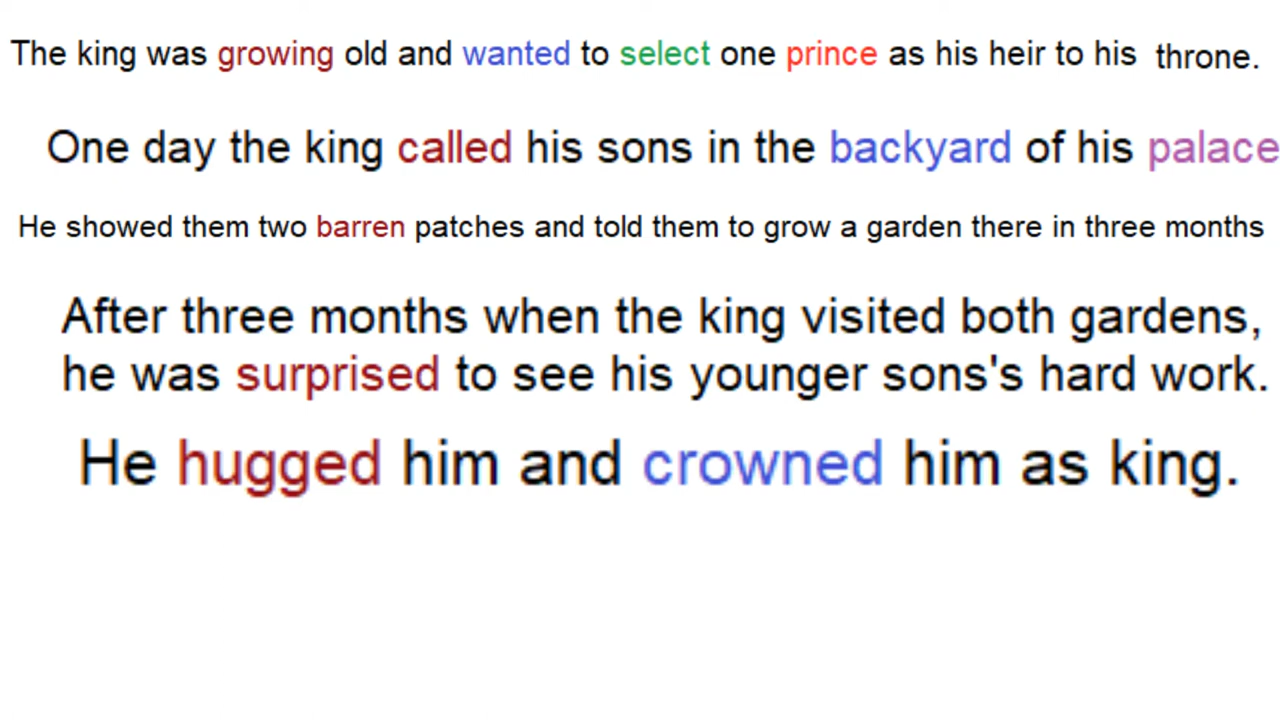 The king was growing old and wanted to select one prince as his heir to his throne.
One day the king called his sons in the backyard of his palace
He showed them two barren patches and told them to grow a garden there in three months
After three months when the king visited both gardens,
he was surprised to see his younger sons's hard work.
He hugged him and crowned him as king.